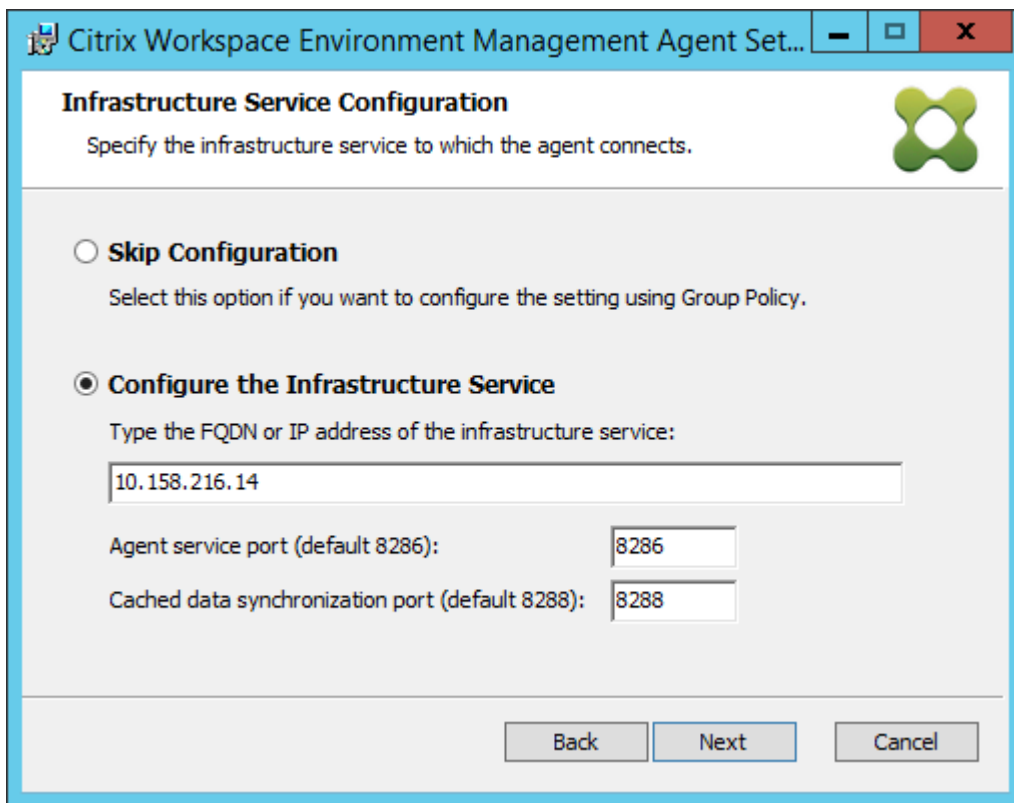 Citrix Workspace Environment Management Agent Set...
Infrastructure Service Configuration
Specify the infrastructure service to which the agent connects.
Skip Configuration
Select this option if you want to configure the setting using Group Policy.
Configure the Infrastructure Service
Type the FQDN or IP address of the infrastructure service:
10.158.216.14
Agent service port (default 8286): 8286
Cached data synchronization port (default 8288): 8288
Back Next Cancel